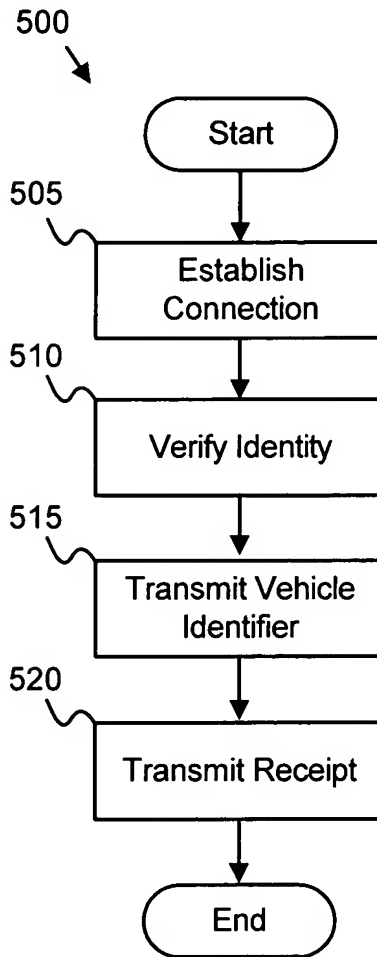 500
Start
505
Establish
Connection
510
Verify Identity
515
Transmit Vehicle
Identifier
520
Transmit Receipt
End